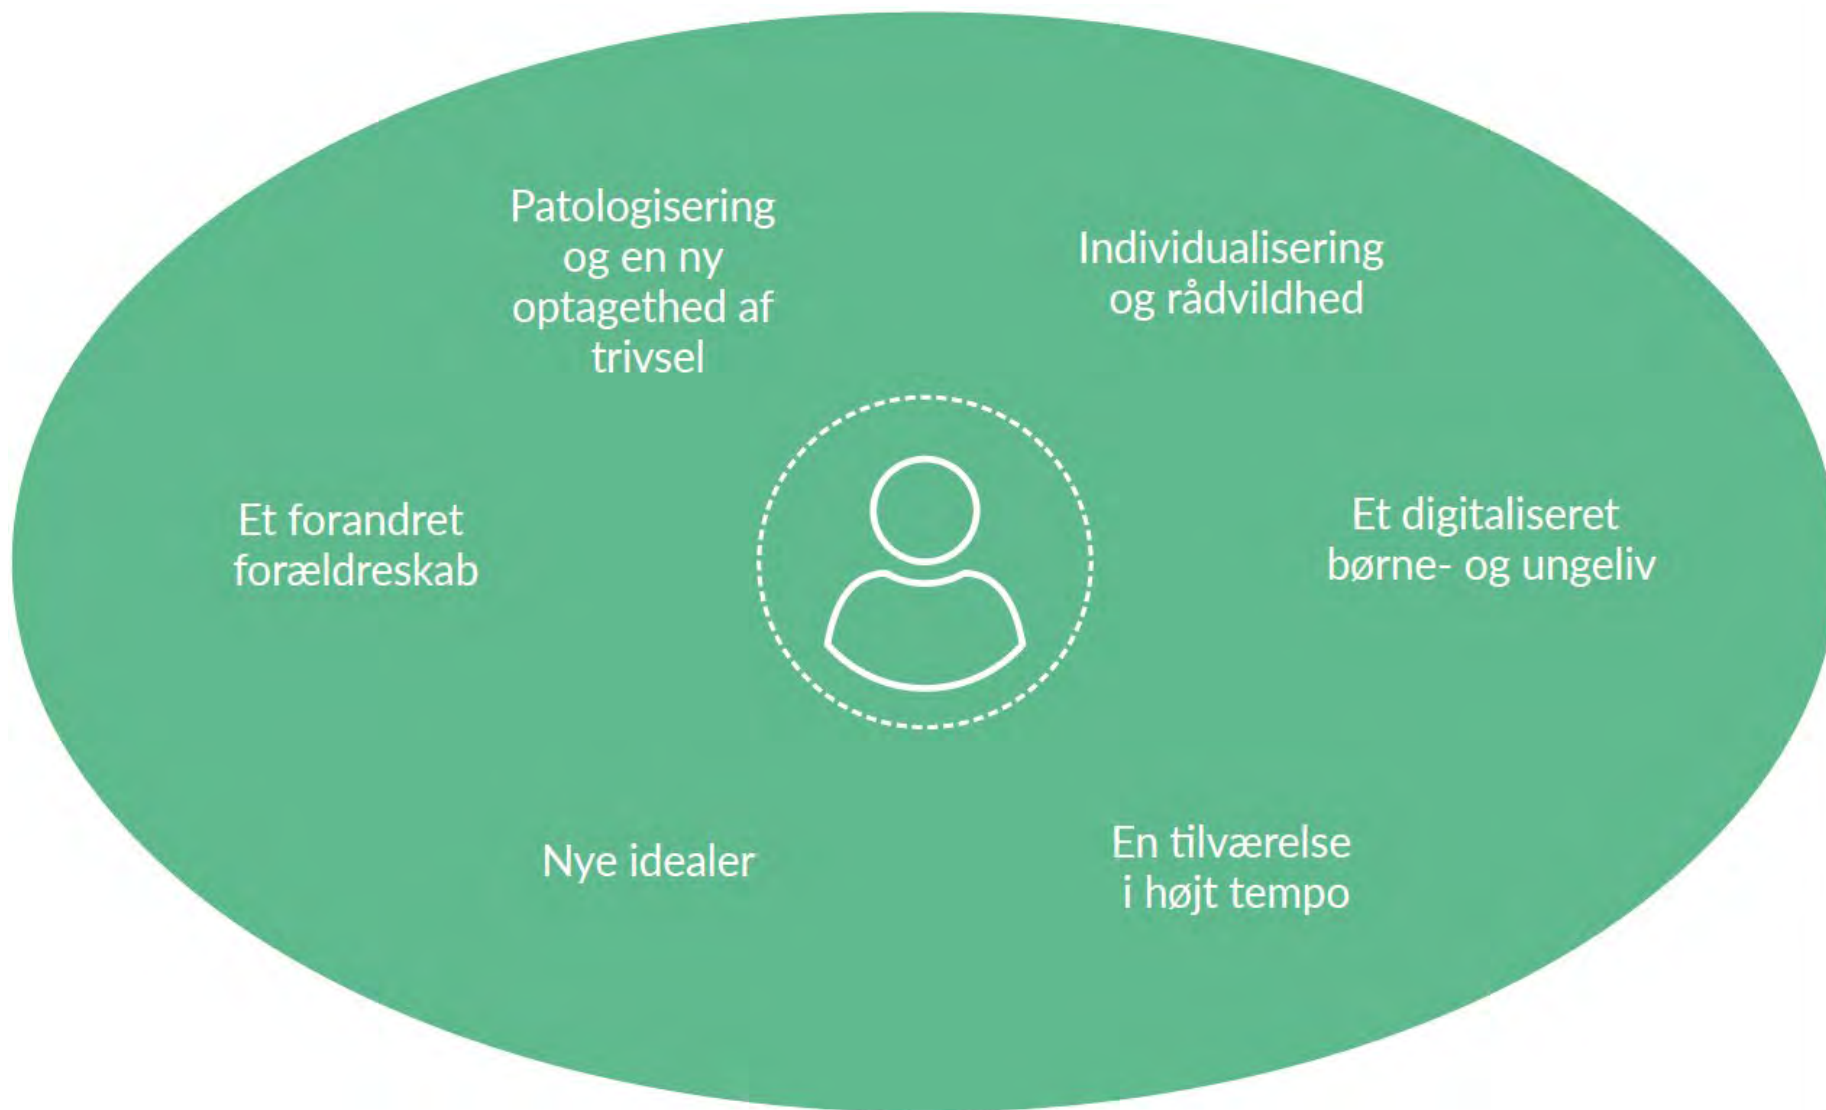 Patologisering
og en ny
optagethed af
trivsel
Individualisering
og rådvildhed
Et forandret
forældreskab
Et digitaliseret
børne- og ungeliv
Nye idealer
En tilværelse
i højt tempo